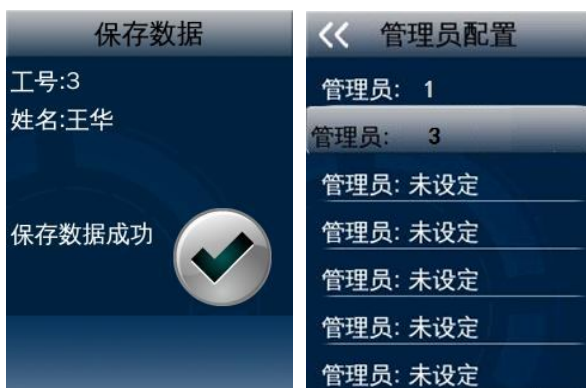 保存数据
工号:3
姓名:王华
保存数据成功
管理员配置
管理员: 1
管理员: 3
管理员: 未设定
管理员: 未设定
管理员: 未设定
管理员: 未设定
管理员: 未设定